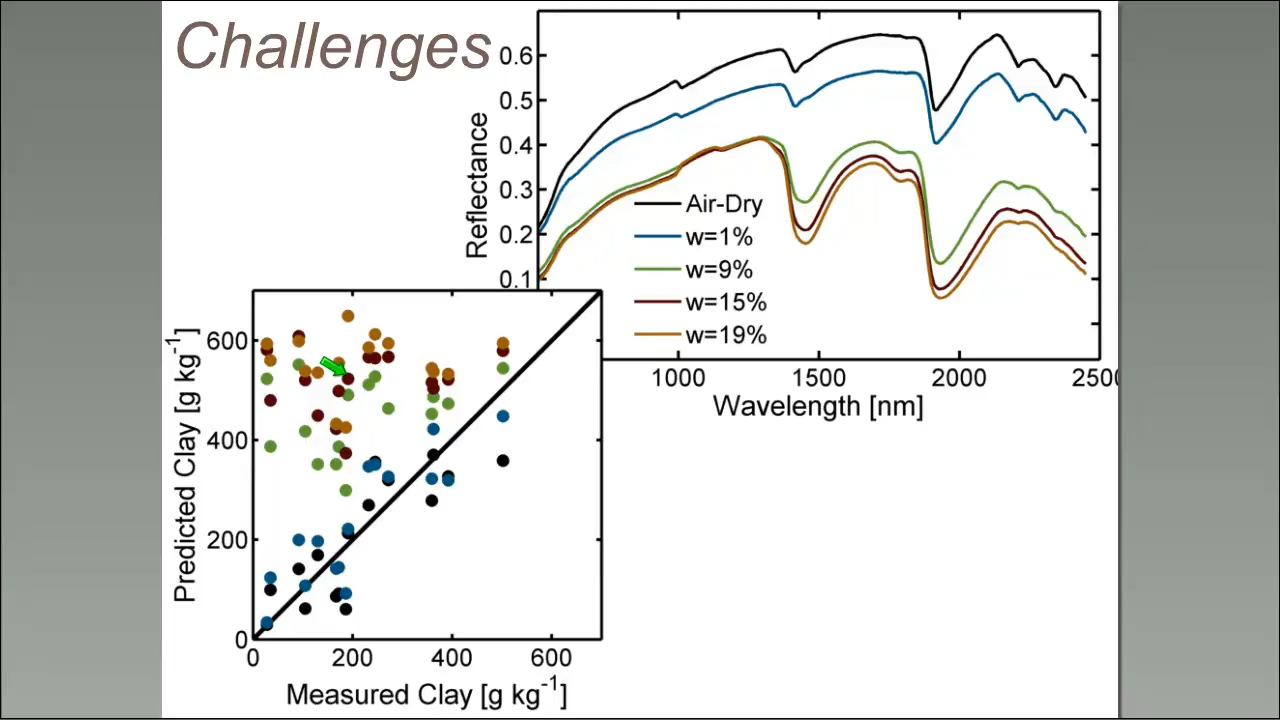 Challenges
0.6
0.5
0.4
0.3
0.2
0.1
Reflectance
Air-Dry
w=1%
w=9%
w=15%
w=19%
1000 1500 2000 2500
Wavelength [nm]
600
400
200
0
Predicted Clay [g kg⁻¹]
0 200 400 600
Measured Clay [g kg⁻¹]